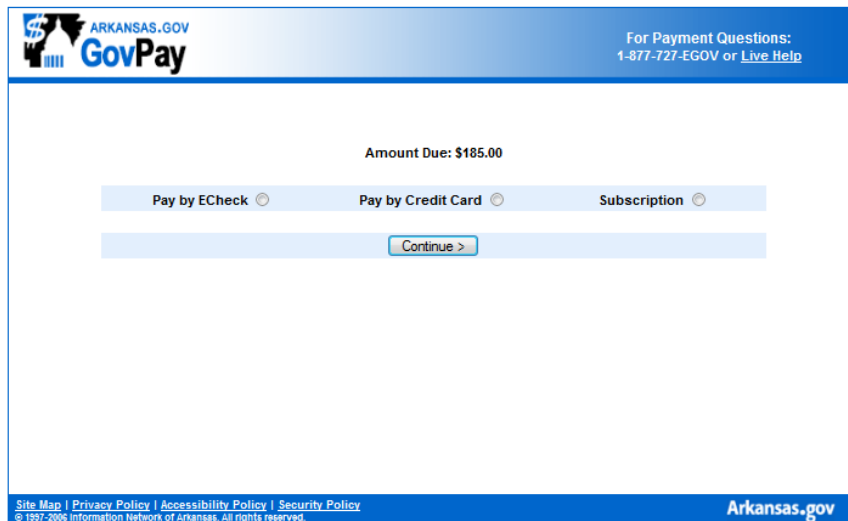 ARKANSAS.GOV
GovPay
For Payment Questions:
1-877-727-EGOV or Live Help
Amount Due: $185.00
Pay by ECheck Pay by Credit Card Subscription
Continue >
Site Map | Privacy Policy | Accessibility Policy | Security Policy
© 1997-2006 Information Network of Arkansas. All rights reserved.
Arkansas.gov